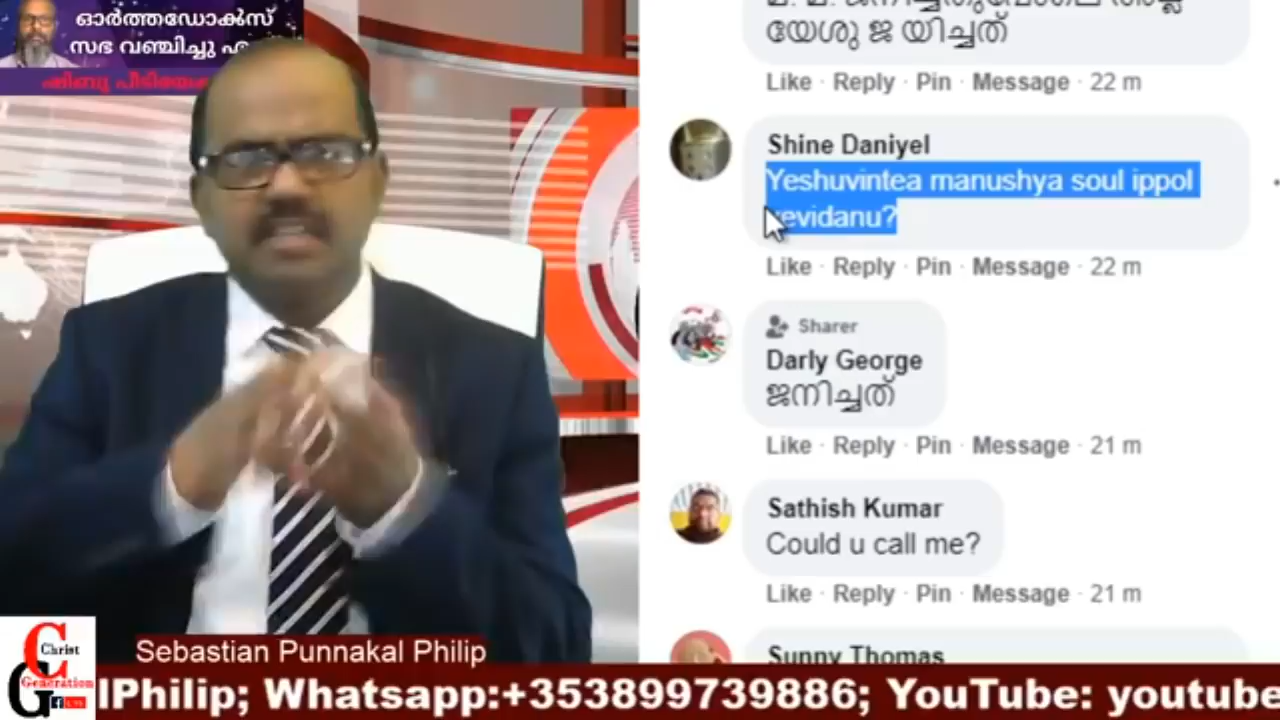 ഓർത്തഡോക്സ്
സഭ വഞ്ചിച്ചു
ഷിബു
യേശു ജ യിച്ചത്
Like · Reply · Pin · Message · 22 m
Shine Daniyel
Yeshuvintea manushya soul ippol
evidanu?
Like · Reply · Pin · Message · 22 m
Sharer
Darly George
ജനിച്ചത്
Like · Reply · Pin · Message · 21 m
Sathish Kumar
Could u call me?
Like · Reply · Pin · Message · 21 m
Sunny Thomas
Christ
Generation
Sebastian Punnakal Philip
lPhilip; Whatsapp:+353899739886; YouTube: youtube